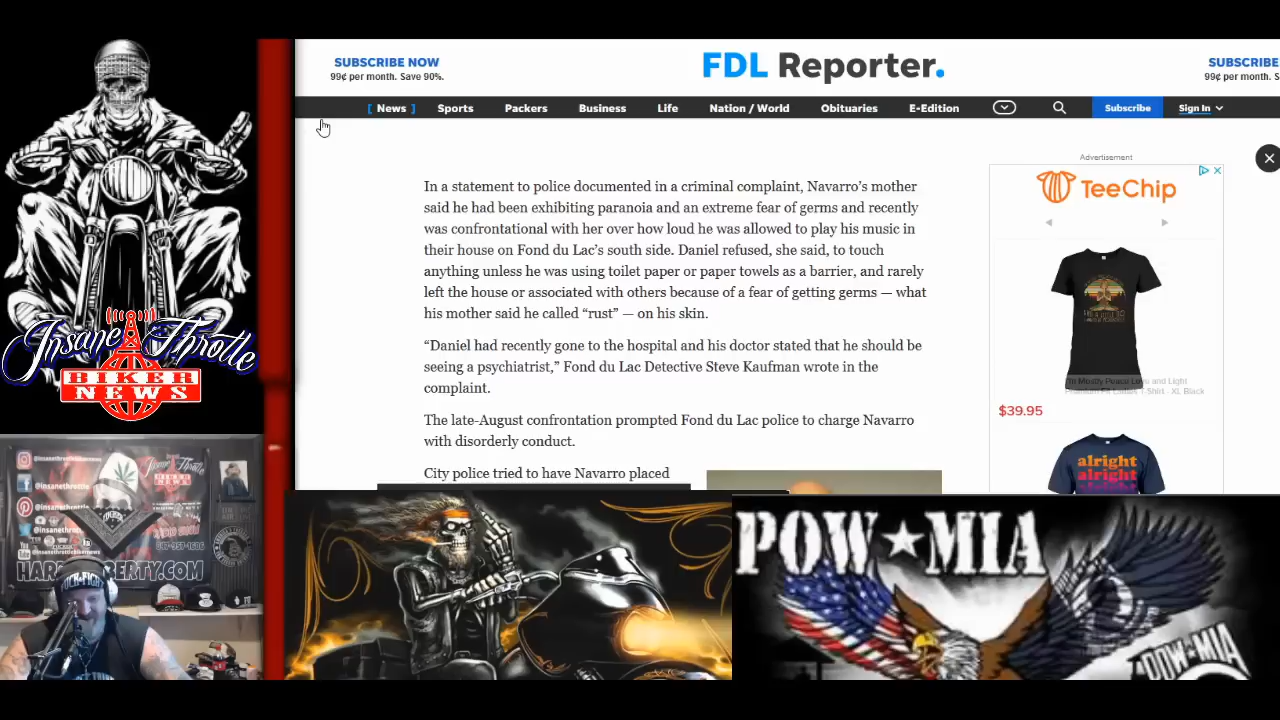 SUBSCRIBE NOW
99¢ per month. Save 90%.
FDL Reporter.
SUBSCRIBE
99¢ per month. S
[ News ] Sports Packers Business Life Nation / World Obituaries E-Edition Subscribe Sign In
In a statement to police documented in a criminal complaint, Navarro’s mother
said he had been exhibiting paranoia and an extreme fear of germs and recently
was confrontational with her over how loud he was allowed to play his music in
their house on Fond du Lac’s south side. Daniel refused, she said, to touch
anything unless he was using toilet paper or paper towels as a barrier, and rarely
left the house or associated with others because of a fear of getting germs — what
his mother said he called “rust” — on his skin.
“Daniel had recently gone to the hospital and his doctor stated that he should be
seeing a psychiatrist,” Fond du Lac Detective Steve Kaufman wrote in the
complaint.
The late-August confrontation prompted Fond du Lac police to charge Navarro
with disorderly conduct.
City police tried to have Navarro placed
Advertisement
TeeChip
$39.95
alright
alright
Insane Throttle
BIKER
NEWS
POW★MIA
POW★MIA